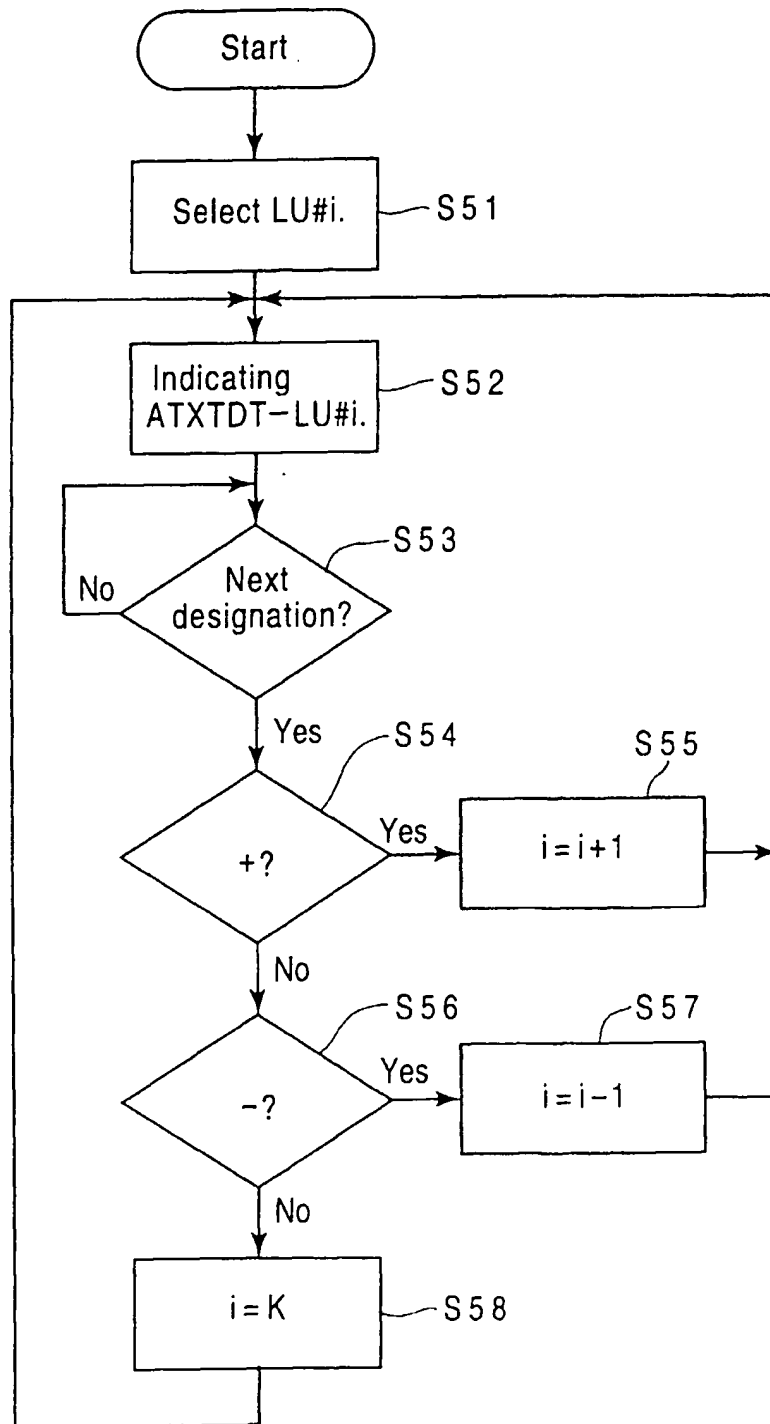 Start
Select LU#i.
S51
Indicating
ATXTDT-LU#i.
S52
S53
Next
designation?
No
Yes
S54
+?
Yes
S55
i=i+1
No
S56
-?
Yes
S57
i=i-1
No
i=K
S58